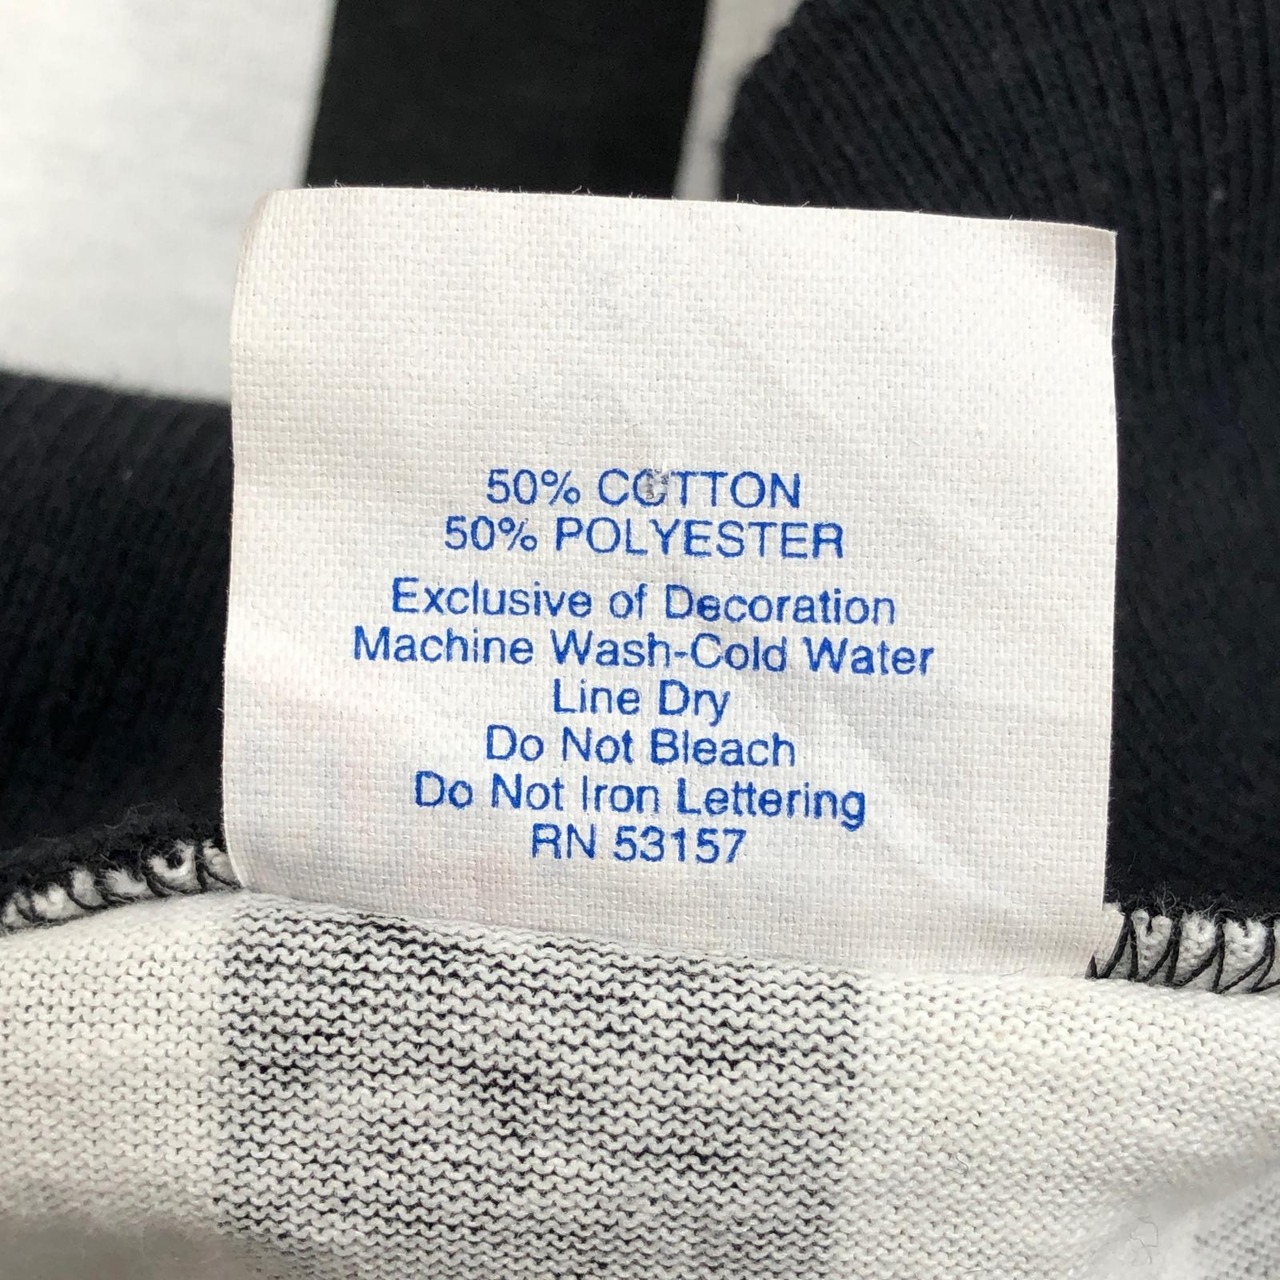 50% COTTON
50% POLYESTER
Exclusive of Decoration
Machine Wash-Cold Water
Line Dry
Do Not Bleach
Do Not Iron Lettering
RN 53157